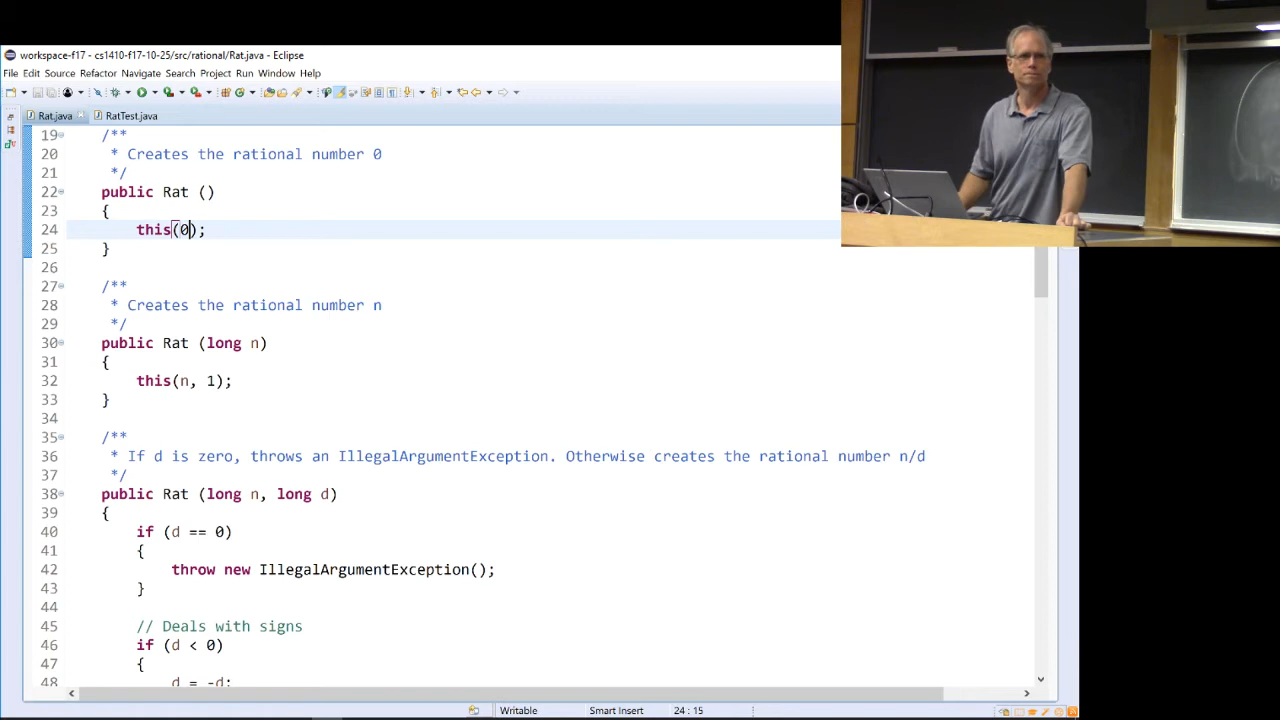 workspace-f17 - cs1410-f17-10-25/src/rational/Rat.java - Eclipse
File Edit Source Refactor Navigate Search Project Run Window Help
Rat.java RatTest.java
19 /**
20 * Creates the rational number 0
21 */
22 public Rat ()
23 {
24 this(0);
25 }
26
27 /**
28 * Creates the rational number n
29 */
30 public Rat (long n)
31 {
32 this(n, 1);
33 }
34
35 /**
36 * If d is zero, throws an IllegalArgumentException. Otherwise creates the rational number n/d
37 */
38 public Rat (long n, long d)
39 {
40 if (d == 0)
41 {
42 throw new IllegalArgumentException();
43 }
44
45 // Deals with signs
46 if (d < 0)
47 {
48 d = -d;
Writable Smart Insert 24 : 15